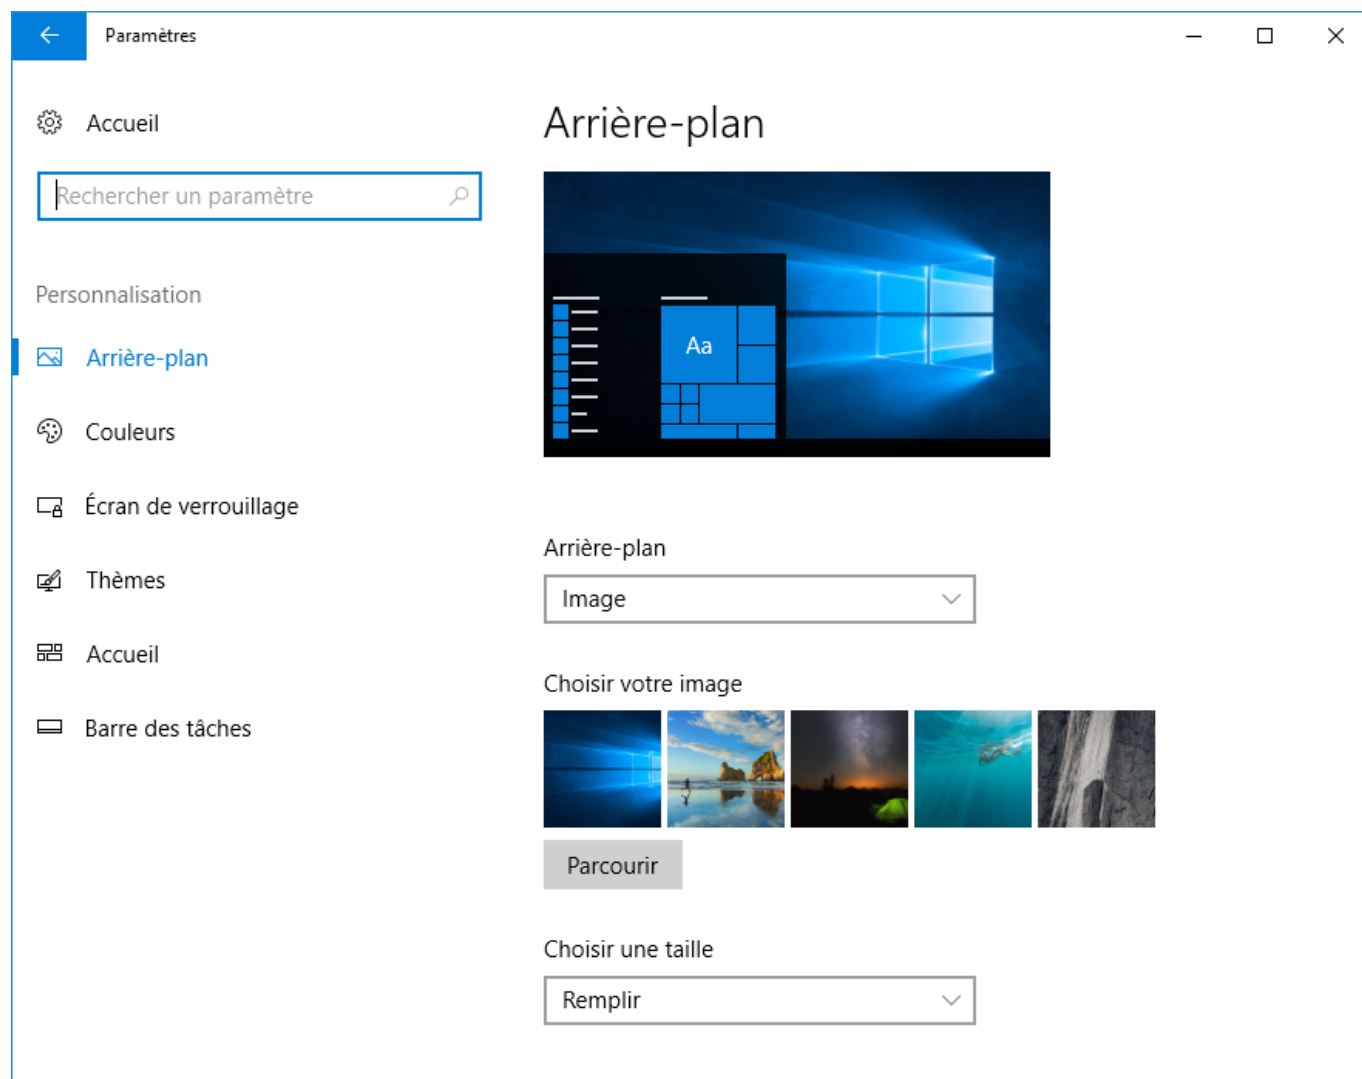 Paramètres
Accueil
Rechercher un paramètre
Personnalisation
Arrière-plan
Couleurs
Écran de verrouillage
Thèmes
Accueil
Barre des tâches
Arrière-plan
Aa
Arrière-plan
Image
Choisir votre image
Parcourir
Choisir une taille
Remplir